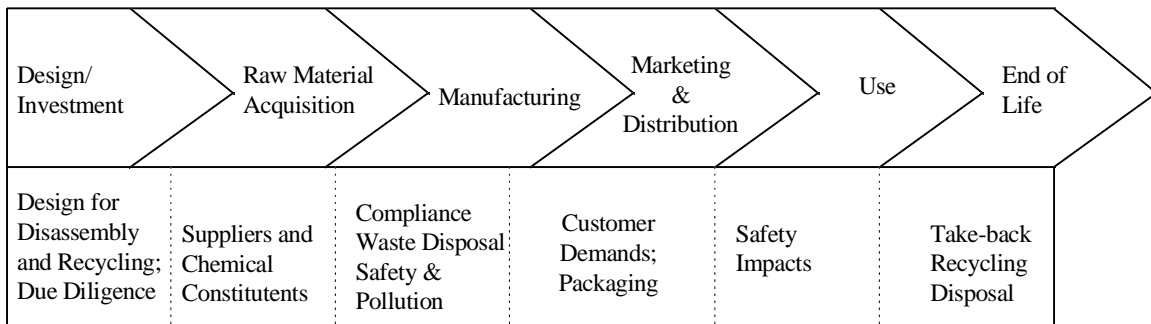 Design/
Investment
Raw Material
Acquisition
Manufacturing
Marketing
&
Distribution
Use
End of
Life
Design for
Disassembly
and Recycling;
Due Diligence
Suppliers and
Chemical
Constitutents
Compliance
Waste Disposal
Safety &
Pollution
Customer
Demands;
Packaging
Safety
Impacts
Take-back
Recycling
Disposal